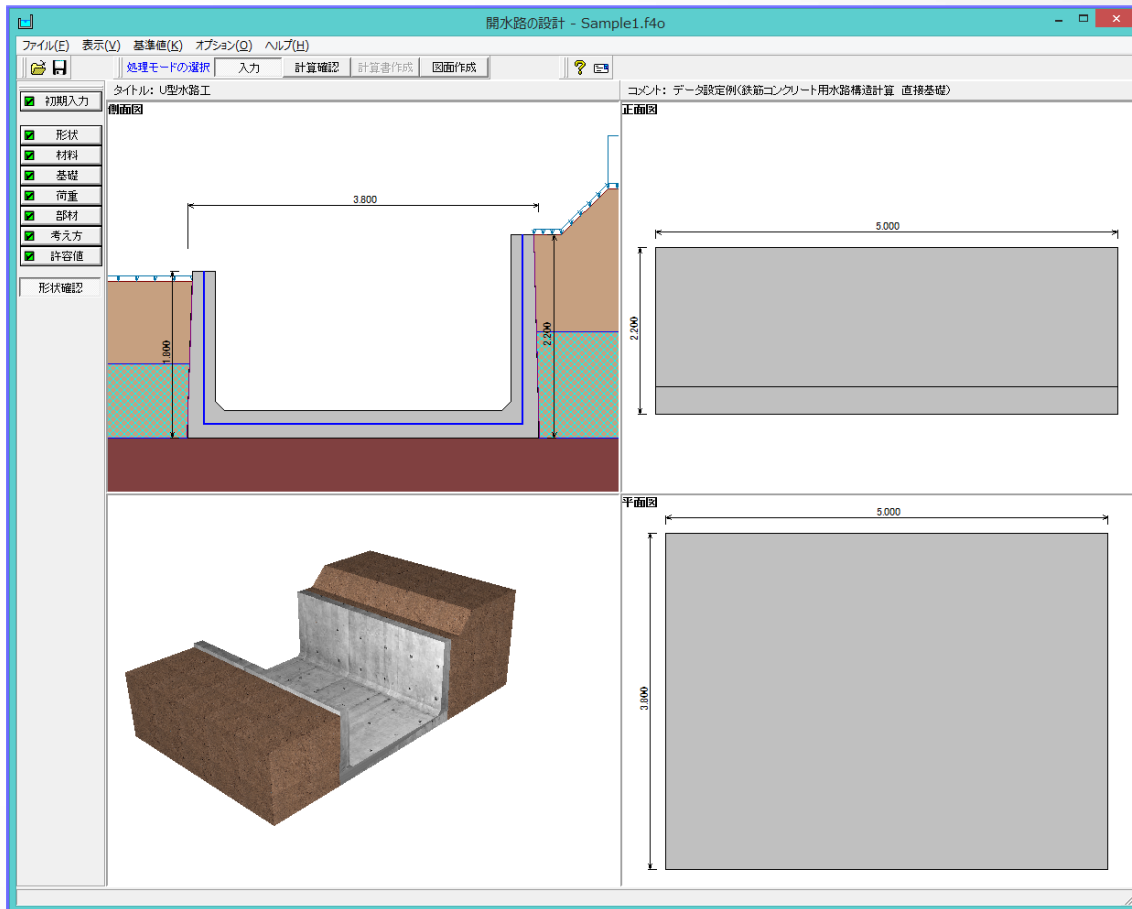 開水路の設計 - Sample1.f4o
ファイル(F) 表示(V) 基準値(K) オプション(O) ヘルプ(H)
処理モードの選択 入力 計算確認 計算書作成 図面作成
タイトル: U型水路工
コメント: データ設定例(鉄筋コンクリート用水路構造計算 直接基礎)
初期入力
形状
材料
基礎
荷重
部材
考え方
許容値
形状確認
側面図
3.800
1.800
2.200
正面図
5.000
2.200
平面図
5.000
3.800